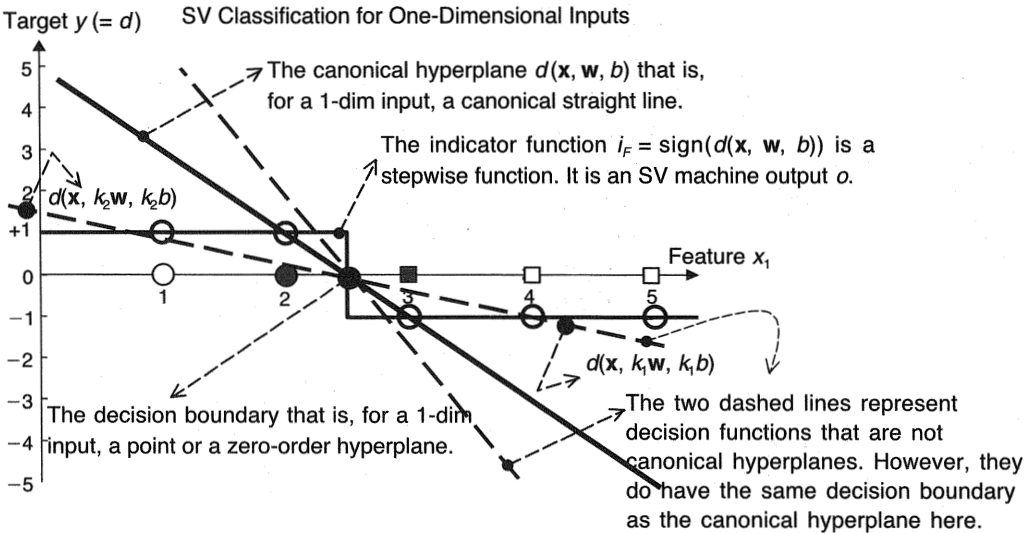 Target y (= d)
SV Classification for One-Dimensional Inputs
5
4
3
2
+1
0
−1
−2
−3
−4
−5
The canonical hyperplane d(x, w, b) that is,
for a 1-dim input, a canonical straight line.
The indicator function i_F = sign(d(x, w, b)) is a
stepwise function. It is an SV machine output o.
d(x, k₂w, k₂b)
Feature x₁
1
2
3
4
5
d(x, k₁w, k₁b)
The decision boundary that is, for a 1-dim
input, a point or a zero-order hyperplane.
The two dashed lines represent
decision functions that are not
canonical hyperplanes. However, they
do have the same decision boundary
as the canonical hyperplane here.